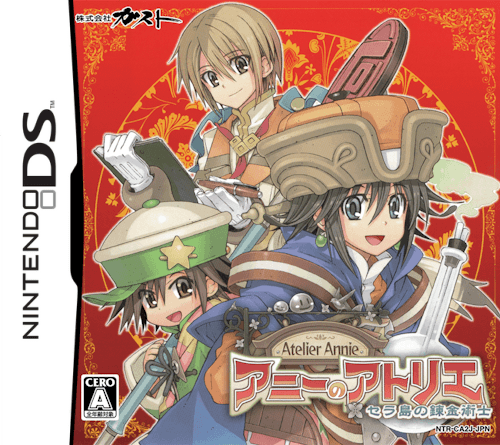 株式会社ガスト
NINTENDO DS
TM
Atelier Annie
アニーのアトリエ
セラ島の錬金術士
CERO
A
全年齢対象
NTR-CA2J-JPN